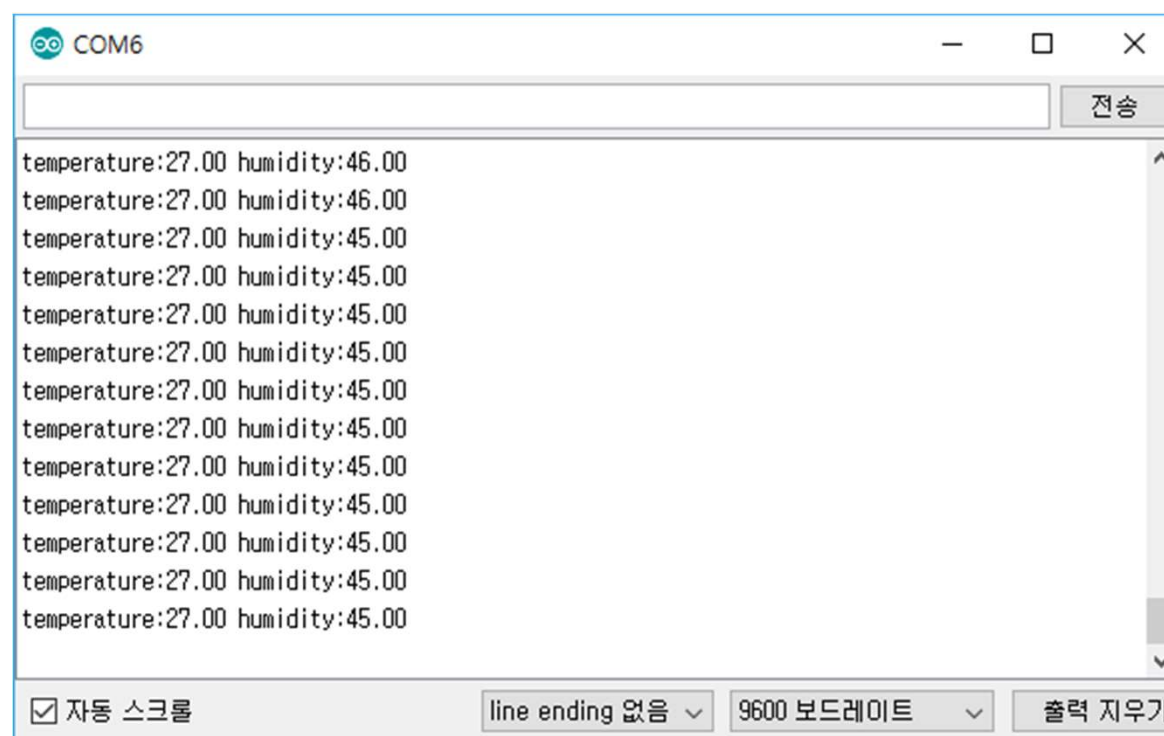 COM6
전송
temperature:27.00 humidity:46.00
temperature:27.00 humidity:46.00
temperature:27.00 humidity:45.00
temperature:27.00 humidity:45.00
temperature:27.00 humidity:45.00
temperature:27.00 humidity:45.00
temperature:27.00 humidity:45.00
temperature:27.00 humidity:45.00
temperature:27.00 humidity:45.00
temperature:27.00 humidity:45.00
temperature:27.00 humidity:45.00
temperature:27.00 humidity:45.00
temperature:27.00 humidity:45.00
자동 스크롤 line ending 없음 9600 보드레이트 출력 지우기